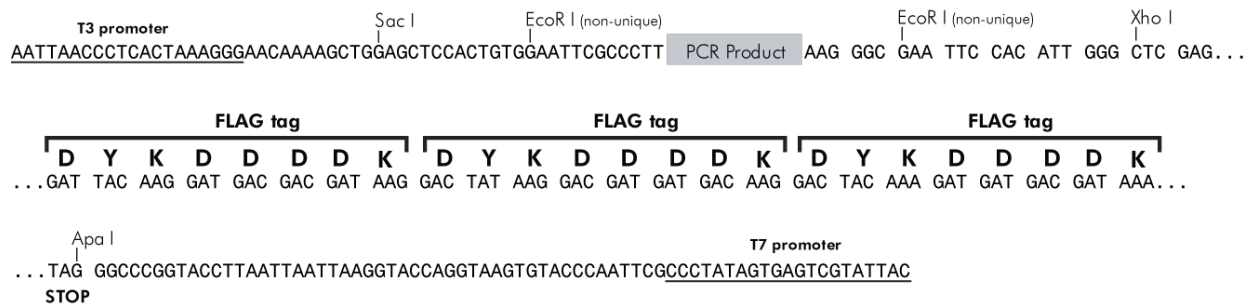 T3 promoter
Sac I
EcoR I (non-unique)
EcoR I (non-unique)
Xho I
AATTAACCCTCACTAAAGGGAACAAAAGCTGGAGCTCCACTGTGGAATTCGCCCTT PCR Product AAG GGC GAA TTC CAC ATT GGG CTC GAG...
FLAG tag FLAG tag FLAG tag
D Y K D D D D K D Y K D D D D K D Y K D D D D K
...GAT TAC AAG GAT GAC GAC GAT AAG GAC TAT AAG GAC GAT GAT GAC AAG GAC TAC AAA GAT GAT GAC GAT AAA...
Apa I
T7 promoter
...TAG GGCCCGGTACCTTAATTAATTAAGGTACCAGGTAAGTGTACCCAATTCGCCCTATAGTGAGTCGTATTAC
STOP